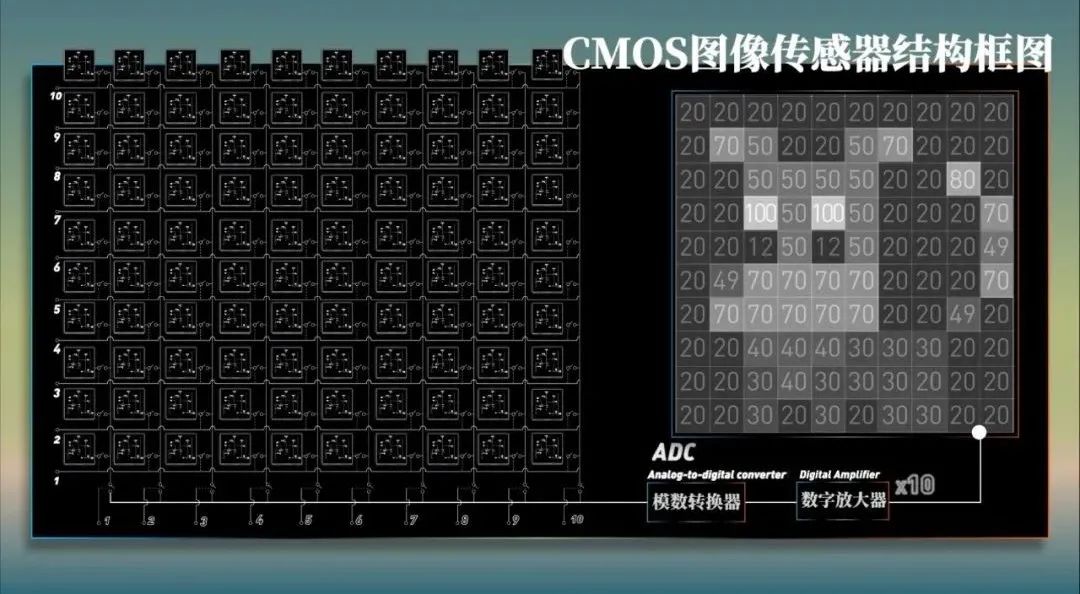 CMOS图像传感器结构框图
10
9
8
7
6
5
4
3
2
1
1 2 3 4 5 6 7 8 9 10
20 20 20 20 20 20 20 20 20 20
20 70 50 20 20 50 70 20 20 20
20 20 50 50 50 50 20 20 80 20
20 20 100 50 100 50 20 20 20 70
20 20 12 50 12 50 20 20 20 49
20 49 70 70 70 70 20 20 20 70
20 70 70 70 70 70 20 20 49 20
20 20 40 40 40 30 30 30 20 20
20 20 30 40 30 30 30 20 20 20
20 20 30 20 30 20 30 30 20 20
ADC
Analog-to-digital converter
模数转换器
Digital Amplifier
数字放大器
x10